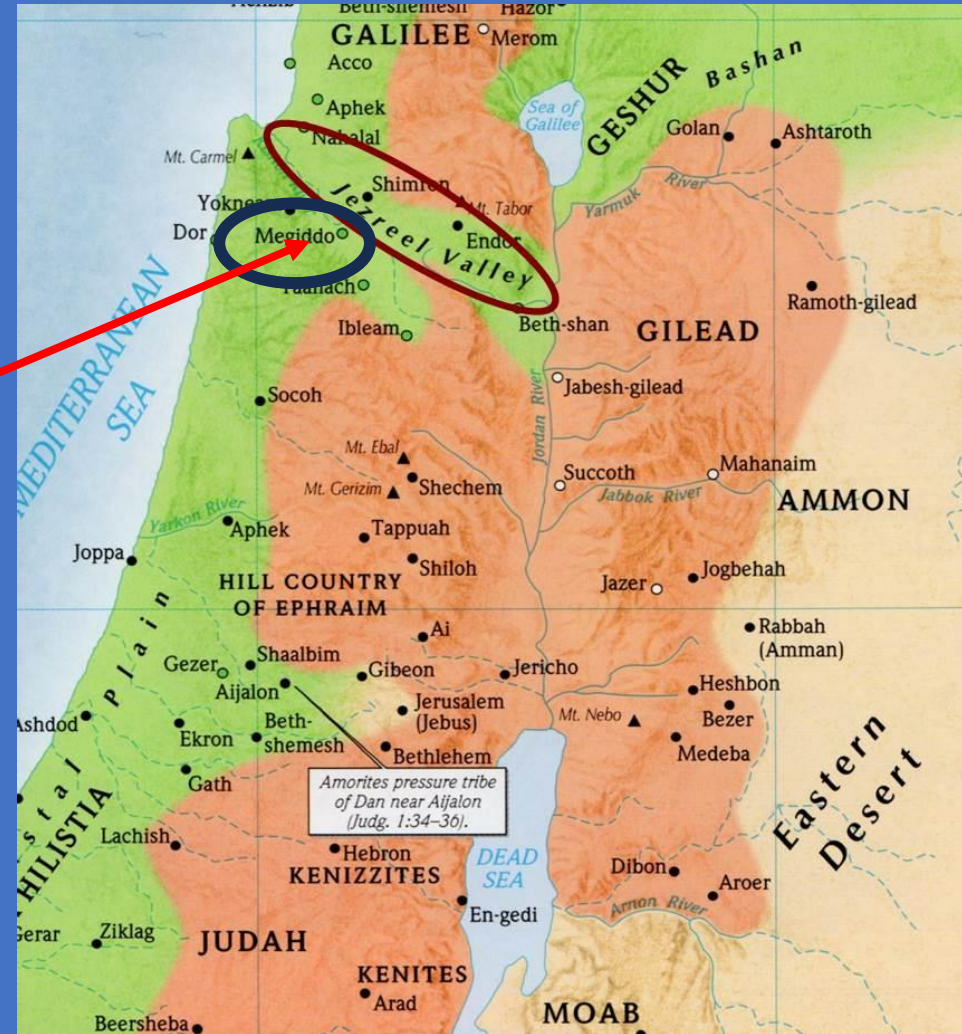 Beth-shemesh
Hazor
GALILEE
Merom
Acco
Aphek
Nahalal
Sea of
Galilee
GESHUR
Bashan
Golan
Ashtaroth
Mt. Carmel
Shimron
Mt. Tabor
Yarmuk River
Dor
Megiddo
Endor
Jezreel Valley
Taanach
Ibleam
Beth-shan
Ramoth-gilead
GILEAD
MEDITERRANEAN
SEA
Socoh
Jabesh-gilead
Jordan River
Mt. Ebal
Mt. Gerizim
Shechem
Succoth
Mahanaim
Jabbok River
AMMON
Yarkon River
Aphek
Tappuah
Joppa
Shiloh
HILL COUNTRY
OF EPHRAIM
Jazer
Jogbehah
Ai
Rabbah
(Amman)
Plain
Gezer
Shaalbim
Gibeon
Jericho
Aijalon
Heshbon
Ashdod
Jerusalem
(Jebus)
Mt. Nebo
Bezer
Ekron
Beth-
shemesh
Bethlehem
Medeba
Gath
Amorites pressure tribe
of Dan near Aijalon
(Judg. 1:34–36).
Eastern
Desert
HILISTIA
Lachish
Hebron
KENIZZITES
DEAD
SEA
Dibon
Aroer
En-gedi
Arnon River
Gerar
Ziklag
JUDAH
KENITES
Arad
MOAB
Beersheba